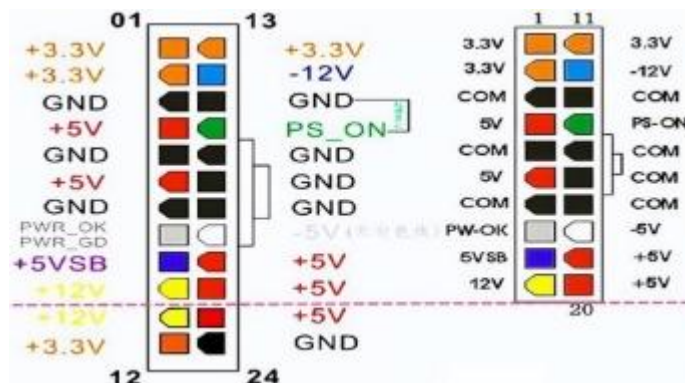 01 13
+3.3V +3.3V
+3.3V -12V
GND GND
+5V PS_ON
GND GND
+5V GND
GND GND
PWR_OK
PWR_GD -5V
+5VSB +5V
+12V +5V
+12V +5V
+3.3V GND
12 24
1 11
3.3V 3.3V
3.3V -12V
COM COM
5V PS-ON
COM COM
5V COM
COM COM
PW-OK -5V
5VSB +5V
12V +5V
20